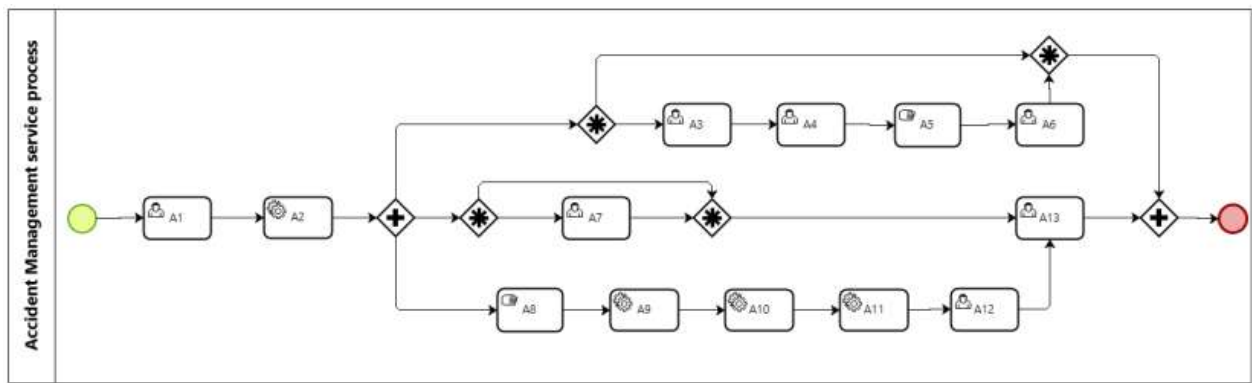 Accident Management service process
A3
A4
A5
A6
A1
A2
A7
A13
A8
A9
A10
A11
A12